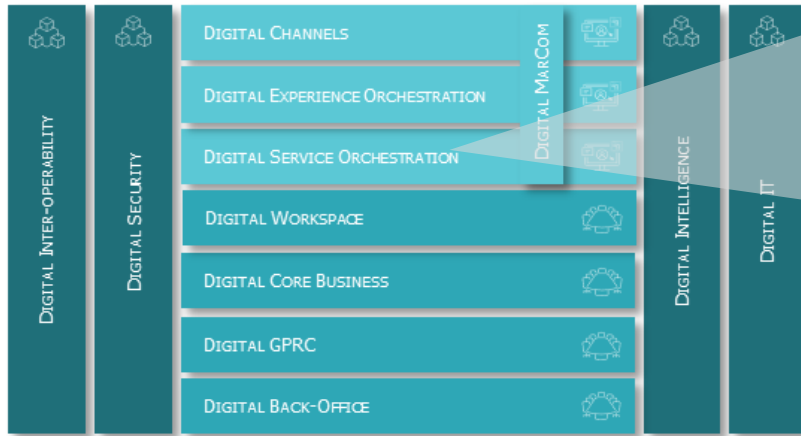 Digital Inter-operability
Digital Security
Digital Channels
Digital Experience Orchestration
Digital Service Orchestration
Digital Workspace
Digital Core Business
Digital GPRC
Digital Back-Office
Digital MarCom
Digital Intelligence
Digital IT